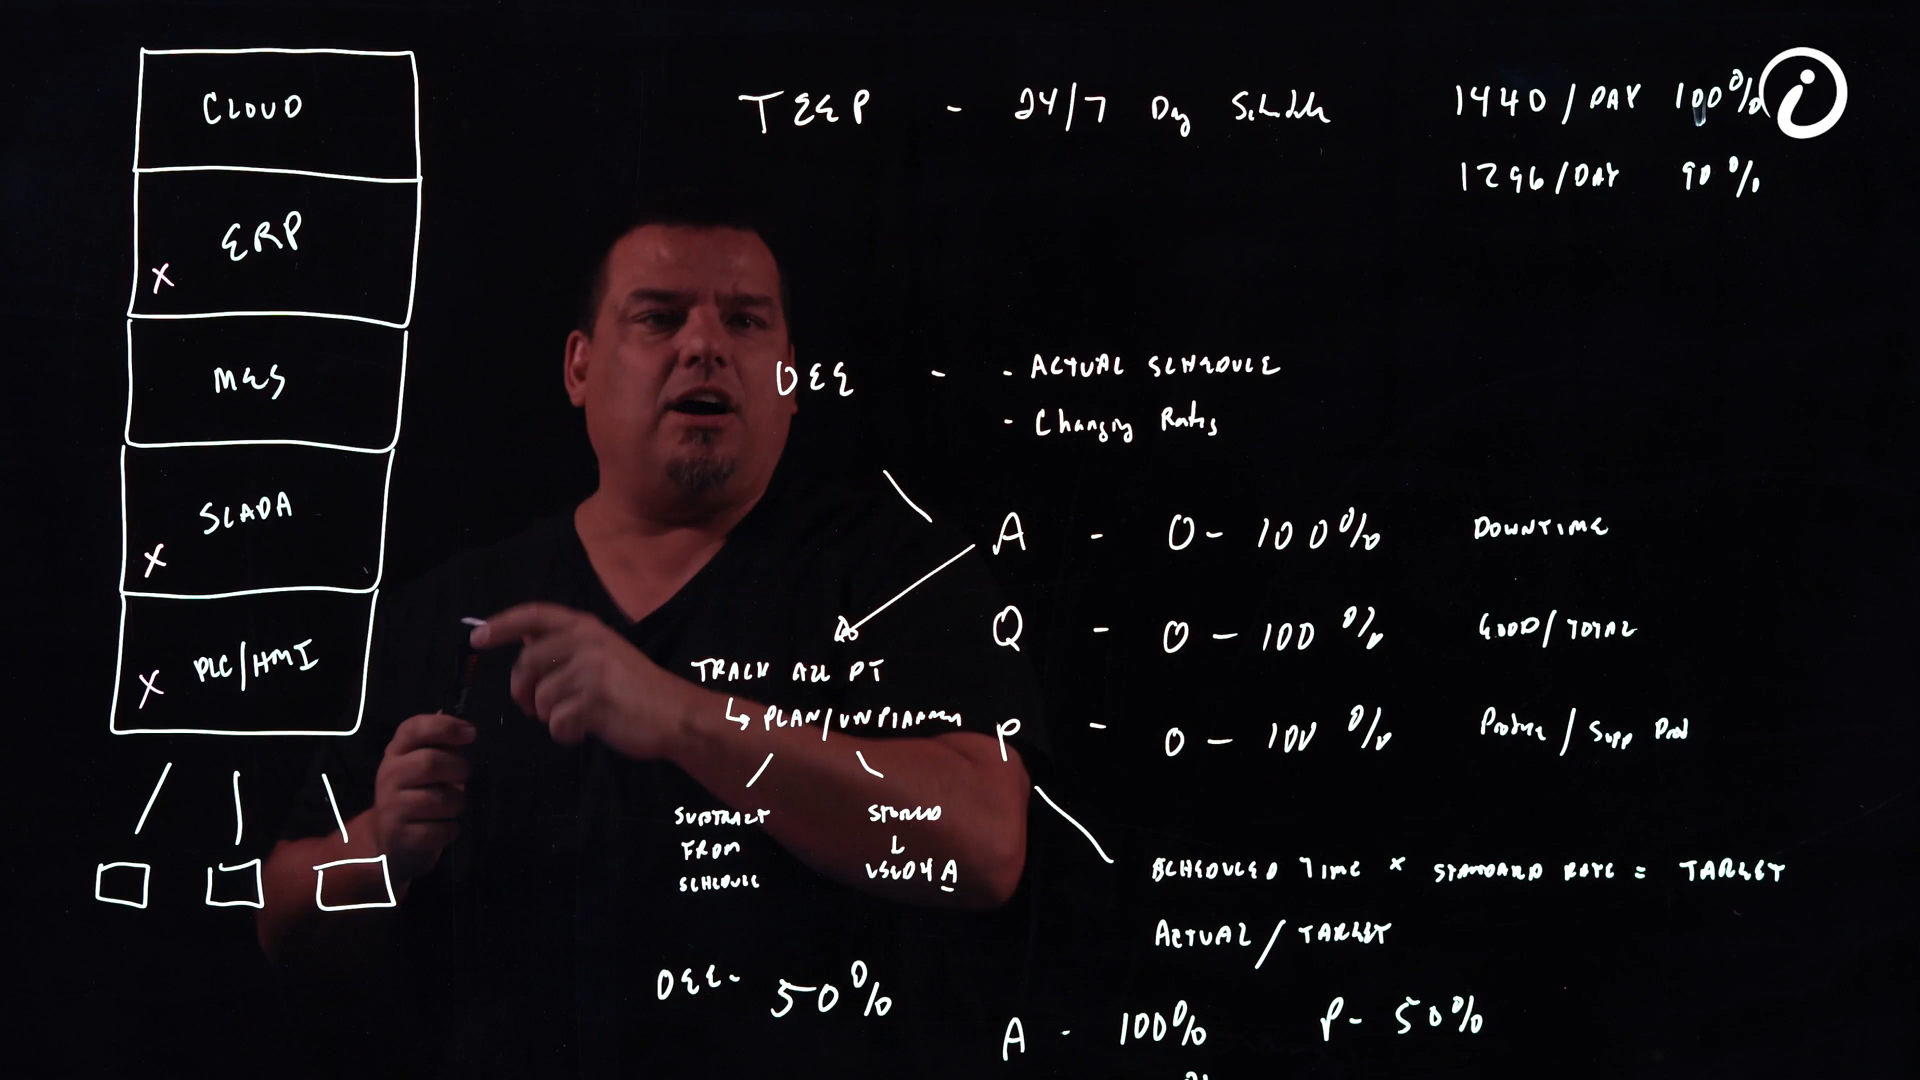 CLOUD
ERP
X
MES
SCADA
X
PLC/HMI
X
TEEP - 24/7 Day Schedule 1440/DAY 100%
1296/DAY 90%
OEE - - ACTUAL SCHEDULE
- Changing Rates
A - 0-100% DOWNTIME
Q - 0-100% GOOD/TOTAL
P - 0-100% Produce/Supp Prod
TRACK ALL DT
↳ PLAN/UNPLANNED
SUBTRACT
FROM
SCHEDULE
STORED
USED 4 A
SCHEDULED TIME × STANDARD RATE = TARGET
ACTUAL/TARGET
OEE- 50%
A - 100% P- 50%